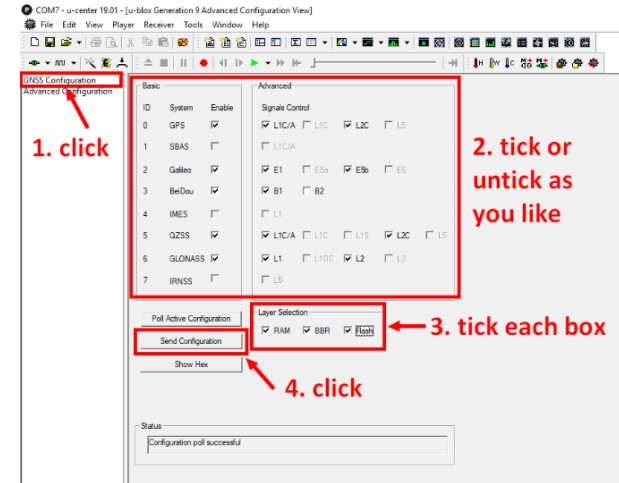 COM7 - u-center 19.01 - [u-blox Generation 9 Advanced Configuration View]
File Edit View Player Receiver Tools Window Help
GNSS Configuration
Advanced Configuration
1. click
Basic
Advanced
ID System Enable Signals Control
0 GPS L1C/A L1C L2C L5
1 SBAS L1C/A
2 Galileo E1 E5a E5b E6
3 BeiDou B1 B2
4 IMES L1
5 QZSS L1C/A L1C L1S L2C L5
6 GLONASS L1 L1OC L2 L3
7 IRNSS L5
2. tick or
untick as
you like
Poll Active Configuration
Send Configuration
Show Hex
Layer Selection
RAM BBR Flash
3. tick each box
4. click
Status
Configuration poll successful